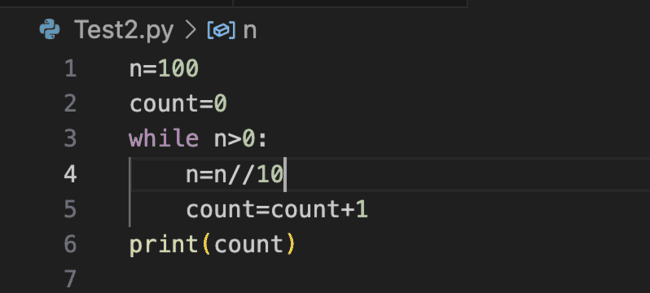 Test2.py > n
1 n=100
2 count=0
3 while n>0:
4     n=n//10
5     count=count+1
6 print(count)
7